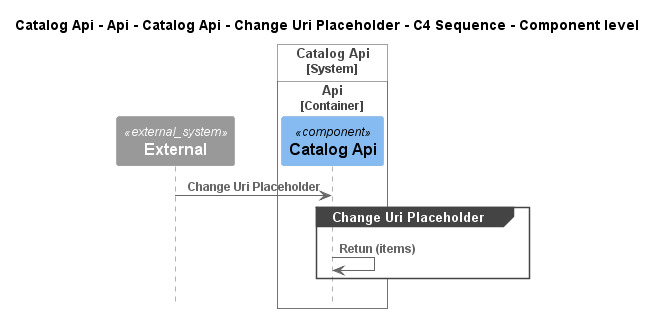 Catalog Api - Api - Catalog Api - Change Uri Placeholder - C4 Sequence - Component level
Catalog Api
[System]
Api
[Container]
«external_system»
External
«component»
Catalog Api
Change Uri Placeholder
Change Uri Placeholder
Retun (items)